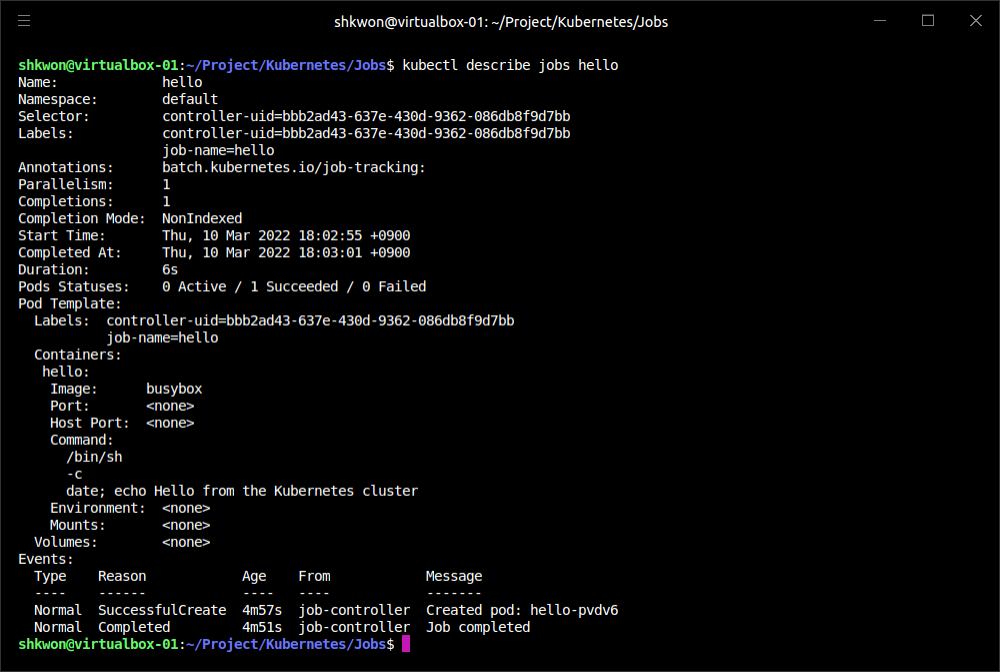 shkwon@virtualbox-01: ~/Project/Kubernetes/Jobs
shkwon@virtualbox-01:~/Project/Kubernetes/Jobs$ kubectl describe jobs hello
Name:             hello
Namespace:        default
Selector:         controller-uid=bbb2ad43-637e-430d-9362-086db8f9d7bb
Labels:           controller-uid=bbb2ad43-637e-430d-9362-086db8f9d7bb
                  job-name=hello
Annotations:      batch.kubernetes.io/job-tracking:
Parallelism:      1
Completions:      1
Completion Mode:  NonIndexed
Start Time:       Thu, 10 Mar 2022 18:02:55 +0900
Completed At:     Thu, 10 Mar 2022 18:03:01 +0900
Duration:         6s
Pods Statuses:    0 Active / 1 Succeeded / 0 Failed
Pod Template:
  Labels:  controller-uid=bbb2ad43-637e-430d-9362-086db8f9d7bb
           job-name=hello
  Containers:
   hello:
    Image:      busybox
    Port:       <none>
    Host Port:  <none>
    Command:
      /bin/sh
      -c
      date; echo Hello from the Kubernetes cluster
    Environment:  <none>
    Mounts:       <none>
  Volumes:        <none>
Events:
  Type    Reason            Age    From            Message
  ----    ------            ----   ----            -------
  Normal  SuccessfulCreate  4m57s  job-controller  Created pod: hello-pvdv6
  Normal  Completed         4m51s  job-controller  Job completed
shkwon@virtualbox-01:~/Project/Kubernetes/Jobs$